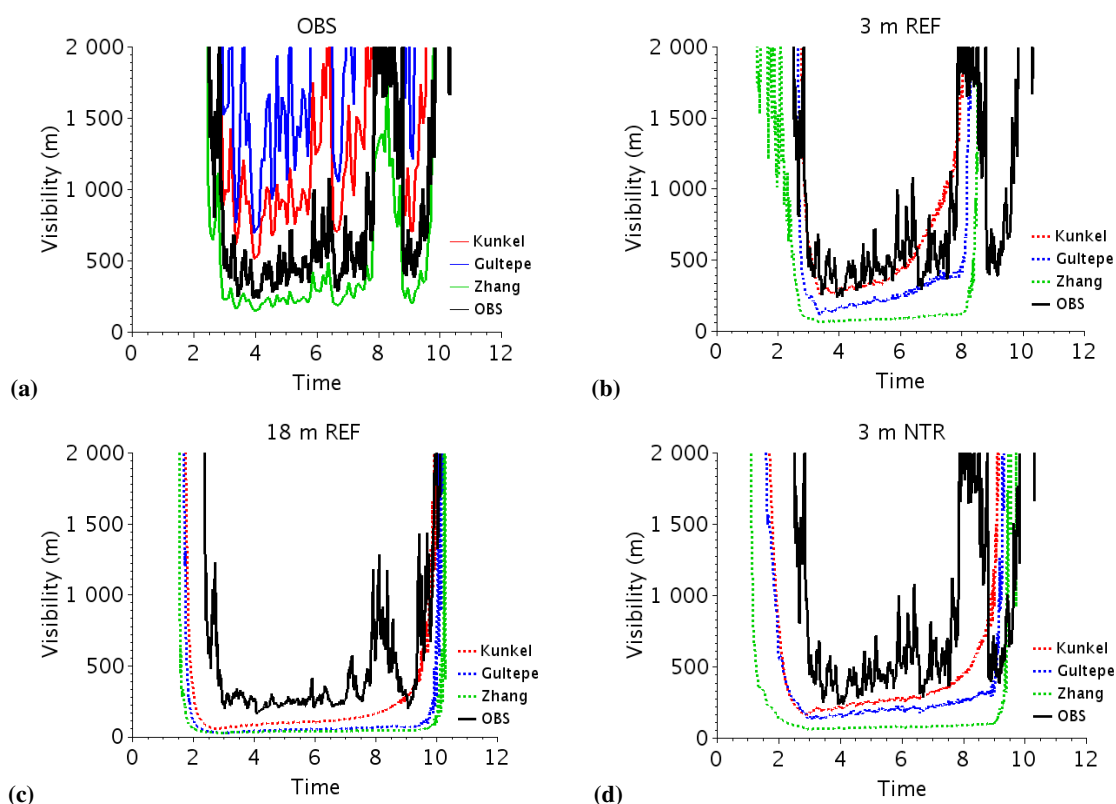 OBS
2 000
1 500
1 000
500
0
Visibility (m)
0 2 4 6 8 10 12
Time
Kunkel
Gultepe
Zhang
OBS
(a)
3 m REF
2 000
1 500
1 000
500
0
Visibility (m)
0 2 4 6 8 10 12
Time
Kunkel
Gultepe
Zhang
OBS
(b)
18 m REF
2 000
1 500
1 000
500
0
Visibility (m)
0 2 4 6 8 10 12
Time
Kunkel
Gultepe
Zhang
OBS
(c)
3 m NTR
2 000
1 500
1 000
500
0
Visibility (m)
0 2 4 6 8 10 12
Time
Kunkel
Gultepe
Zhang
OBS
(d)